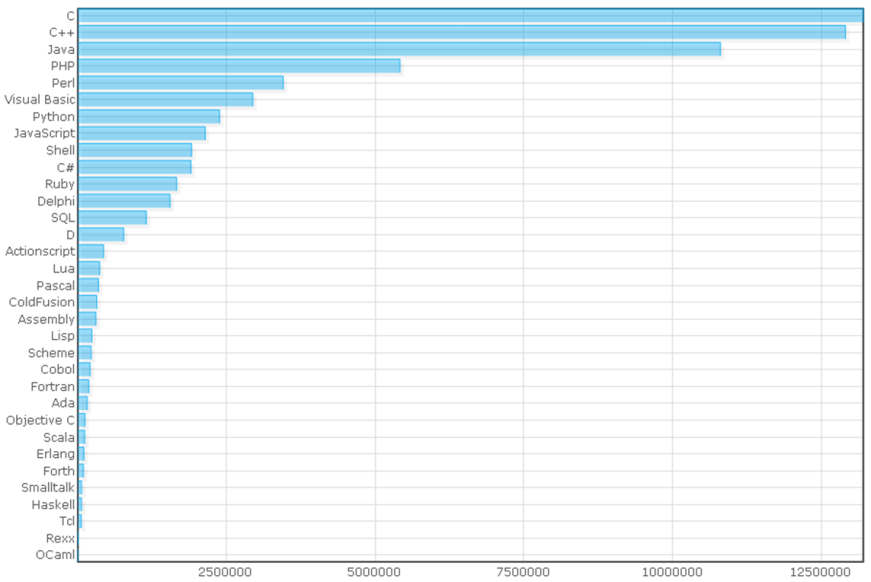 C
C++
Java
PHP
Perl
Visual Basic
Python
JavaScript
Shell
C#
Ruby
Delphi
SQL
D
Actionscript
Lua
Pascal
ColdFusion
Assembly
Lisp
Scheme
Cobol
Fortran
Ada
Objective C
Scala
Erlang
Forth
Smalltalk
Haskell
Tcl
Rexx
OCaml
2500000 5000000 7500000 10000000 12500000